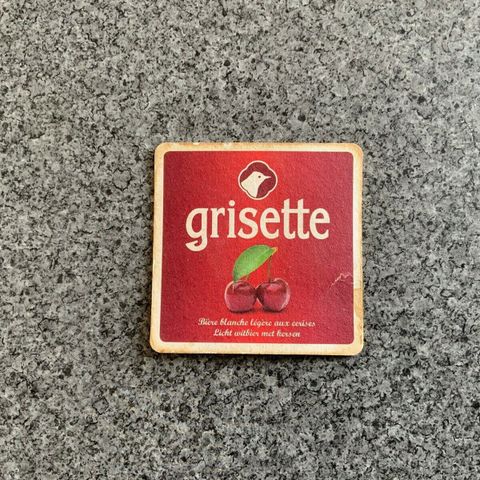 grisette
Bière blanche légère aux cerises
Licht witbier met kersen